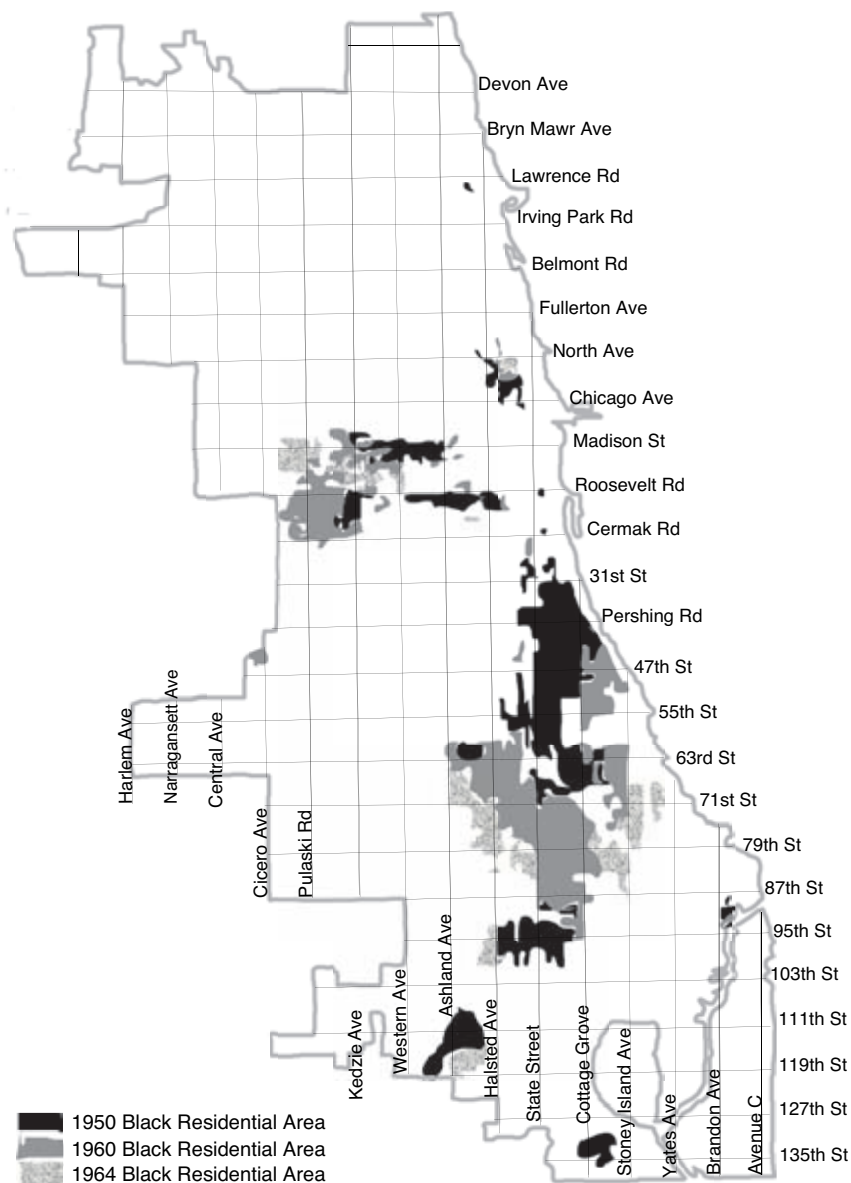 Devon Ave
Bryn Mawr Ave
Lawrence Rd
Irving Park Rd
Belmont Rd
Fullerton Ave
North Ave
Chicago Ave
Madison St
Roosevelt Rd
Cermak Rd
31st St
Pershing Rd
47th St
55th St
63rd St
71st St
79th St
87th St
95th St
103th St
111th St
119th St
127th St
135th St
Harlem Ave
Narragansett Ave
Central Ave
Cicero Ave
Pulaski Rd
Kedzie Ave
Western Ave
Ashland Ave
Halsted Ave
State Street
Cottage Grove
Stoney Island Ave
Yates Ave
Brandon Ave
Avenue C
1950 Black Residential Area
1960 Black Residential Area
1964 Black Residential Area